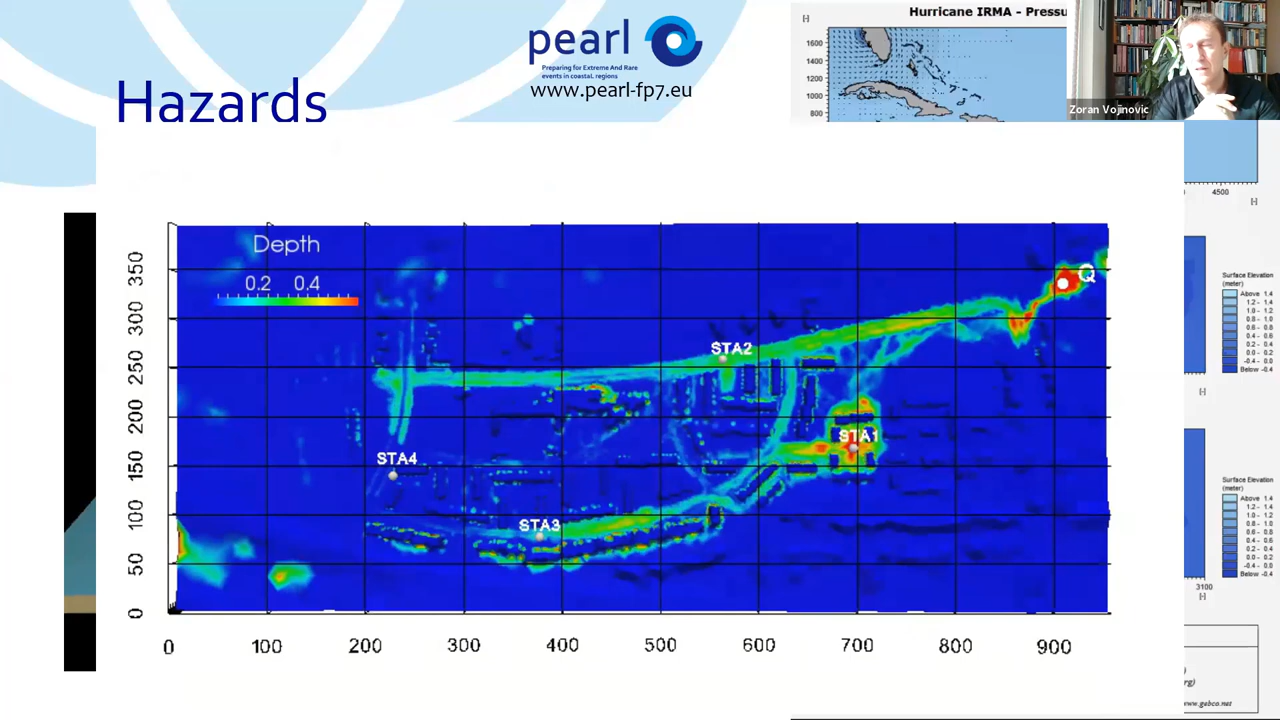 Hazards
pearl
Preparing for Extreme And Rare
events in coastaL regions
www.pearl-fp7.eu
H
Hurricane IRMA - Pressu
1600
1400
1200
1000
800
Zoran Vojinovic
4500
H
Depth
0.2 0.4
350
300
250
200
150
100
50
0
Q
STA2
STA1
STA4
STA3
0 100 200 300 400 500 600 700 800 900
Surface Elevation
(meter)
Above 1.4
1.2 - 1.4
1.0 - 1.2
0.8 - 1.0
0.6 - 0.8
0.4 - 0.6
0.2 - 0.4
0.0 - 0.2
-0.4 - 0.0
Below -0.4
H
Surface Elevation
(meter)
Above 1.4
1.2 - 1.4
1.0 - 1.2
0.8 - 1.0
0.6 - 0.8
0.4 - 0.6
0.2 - 0.4
0.0 - 0.2
-0.4 - 0.0
Below -0.4
3100
H
)
rg)
www.gebco.net